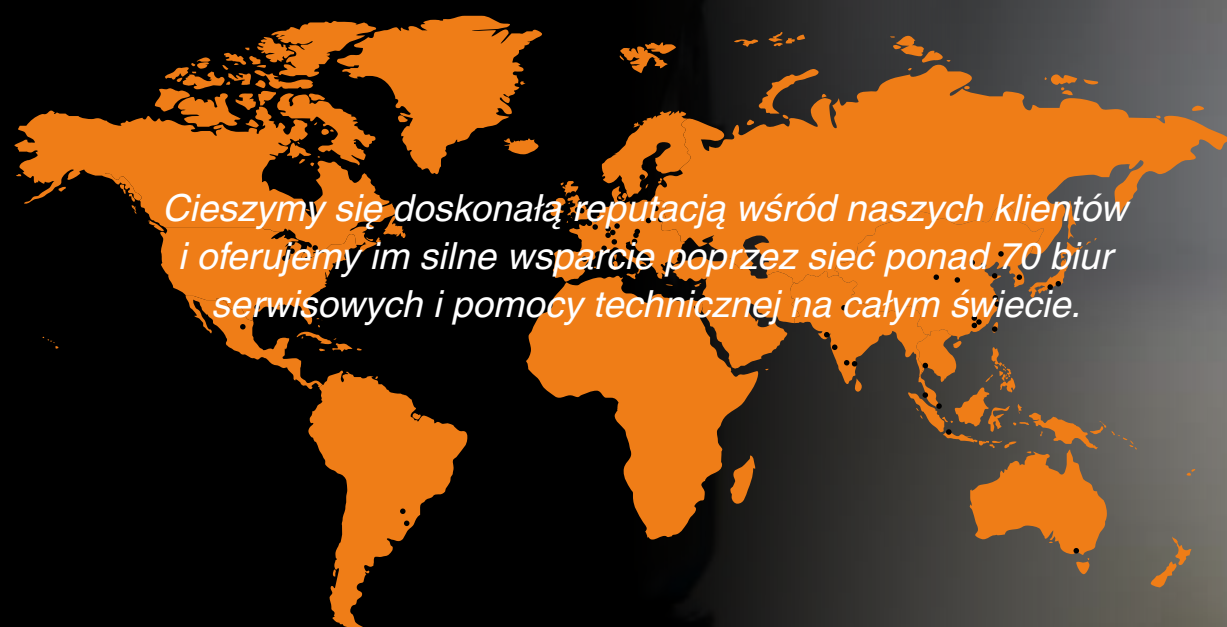 Cieszymy się doskonałą reputacją wśród naszych klientów
i oferujemy im silne wsparcie poprzez sieć ponad 70 biur
serwisowych i pomocy technicznej na całym świecie.